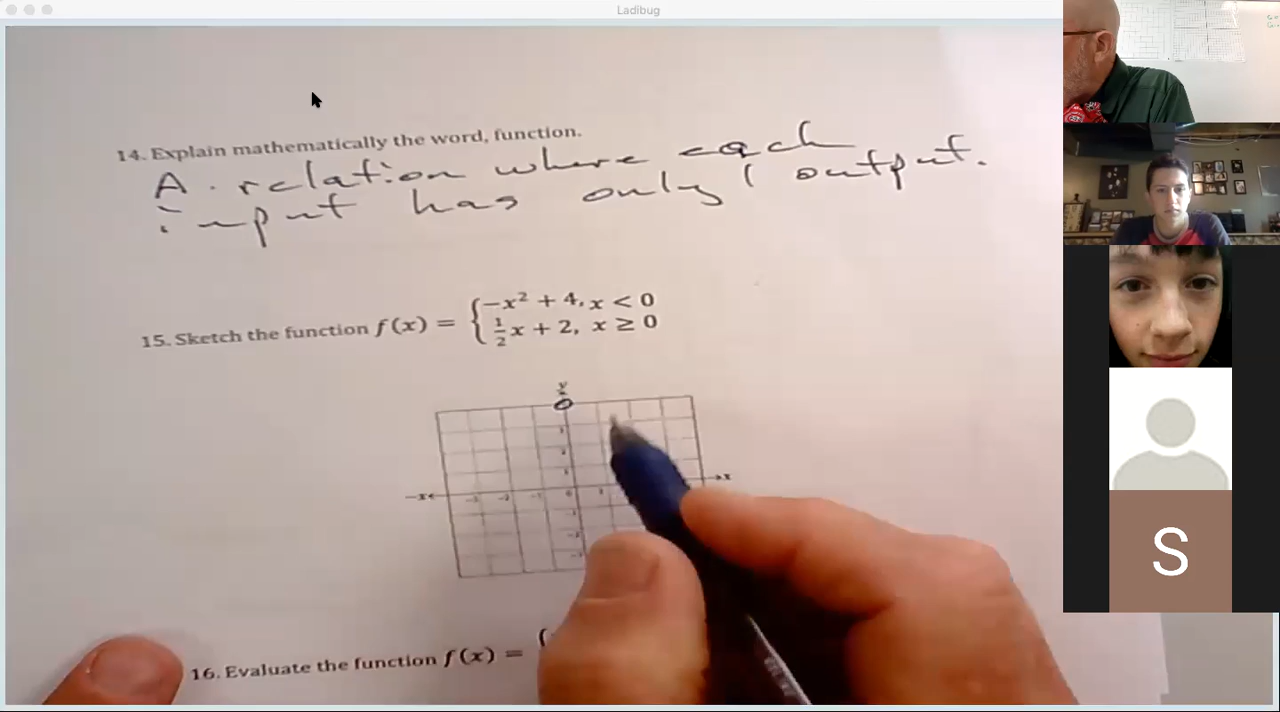 Ladibug
14. Explain mathematically the word, function.
A relation where each
input has only 1 output.
15. Sketch the function f(x) = { −x² + 4, x < 0
½x + 2, x ≥ 0
y
−x x
16. Evaluate the function f(x) =
S